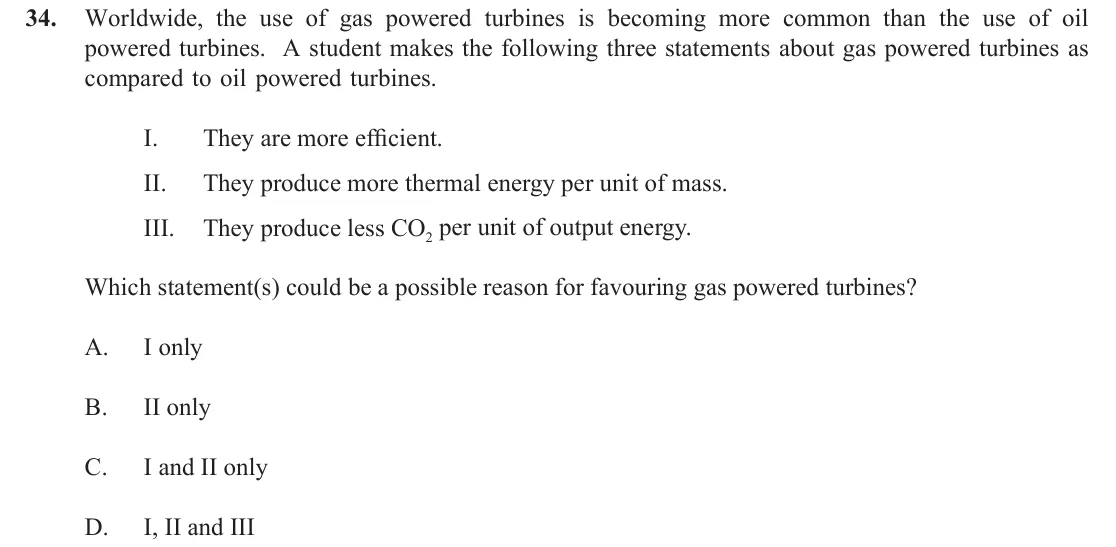 34. Worldwide, the use of gas powered turbines is becoming more common than the use of oil
powered turbines. A student makes the following three statements about gas powered turbines as
compared to oil powered turbines.
I. They are more efficient.
II. They produce more thermal energy per unit of mass.
III. They produce less CO₂ per unit of output energy.
Which statement(s) could be a possible reason for favouring gas powered turbines?
A. I only
B. II only
C. I and II only
D. I, II and III